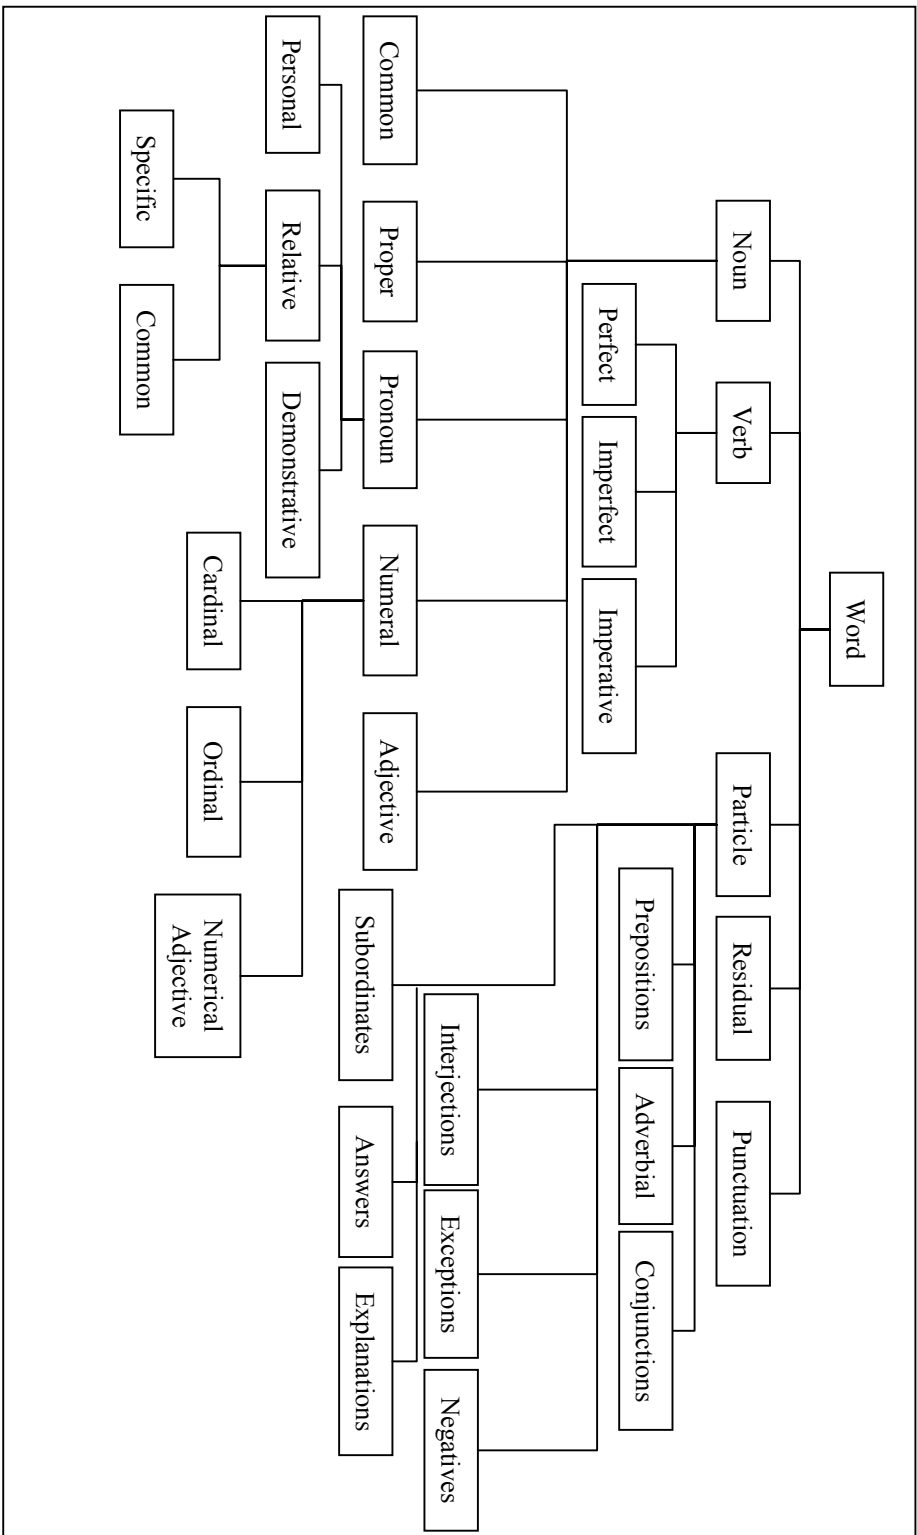 Word
Noun
Verb
Particle
Residual
Punctuation
Perfect
Imperfect
Imperative
Prepositions
Adverbial
Conjunctions
Common
Proper
Pronoun
Numeral
Adjective
Interjections
Exceptions
Negatives
Subordinates
Answers
Explanations
Personal
Relative
Demonstrative
Cardinal
Ordinal
Numerical
Adjective
Specific
Common